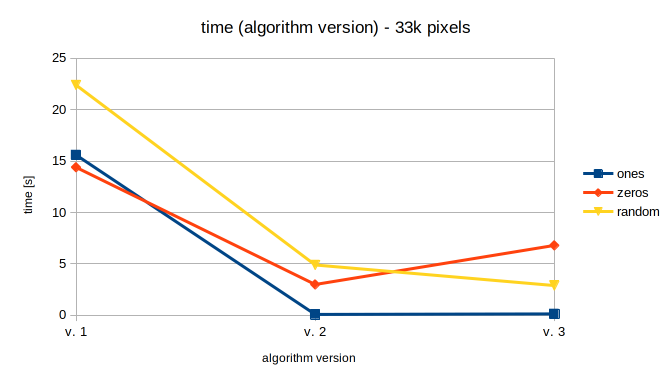 time (algorithm version) - 33k pixels
25
20
15
10
5
0
time [s]
v. 1 v. 2 v. 3
algorithm version
ones
zeros
random